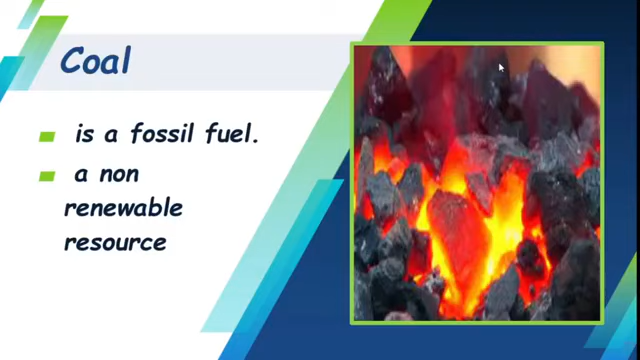 Coal
is a fossil fuel.
a non
renewable
resource